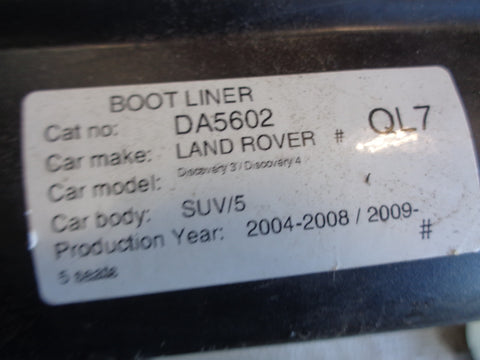 BOOT LINER
Cat no: DA5602
Car make: LAND ROVER # QL7
Car model: Discovery 3 / Discovery 4
Car body: SUV/5
Production Year: 2004-2008 / 2009-
#
5 seats